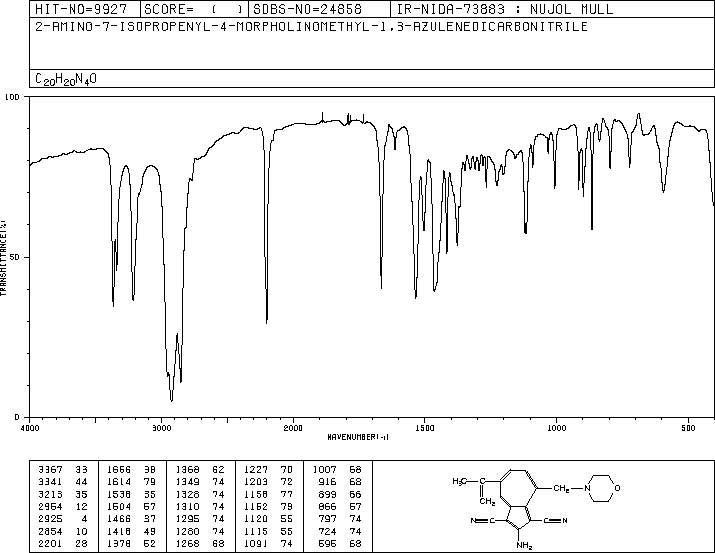 HIT-NO=9927 SCORE= ( ) SDBS-NO=24858 IR-NIDA-73883 : NUJOL MULL
2-AMINO-7-ISOPROPENYL-4-MORPHOLINOMETHYL-1,3-AZULENEDICARBONITRILE
C20H20N4O
100
50
0
TRANSMITTANCE(%)
4000 3000 2000 1500 1000 500
WAVENUMBER(-1)
3367 33 1656 38 1368 62 1227 70 1007 68
3341 44 1614 79 1349 74 1203 72 916 68
3213 35 1538 35 1328 74 1158 77 899 66
2954 12 1504 57 1310 74 1152 79 866 57
2925 4 1466 37 1295 74 1120 55 797 74
2854 10 1418 49 1280 74 1115 55 724 74
2201 28 1378 52 1268 68 1091 74 595 68
H3C
CH2
CH2 N O
N≡C C≡N
NH2